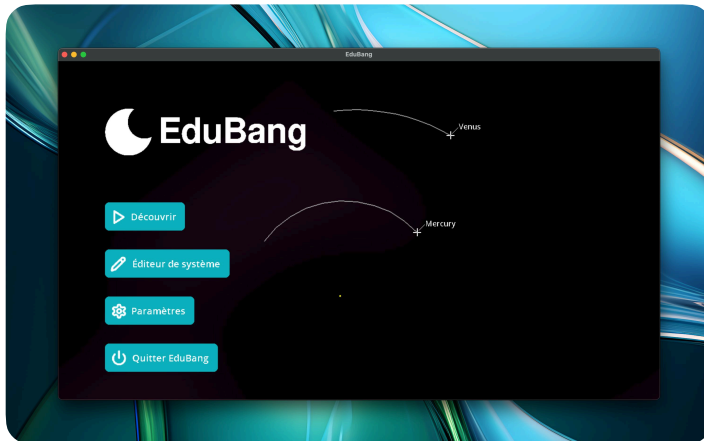 EduBang
EduBang
Venus
Découvrir
Mercury
Éditeur de système
Paramètres
Quitter EduBang